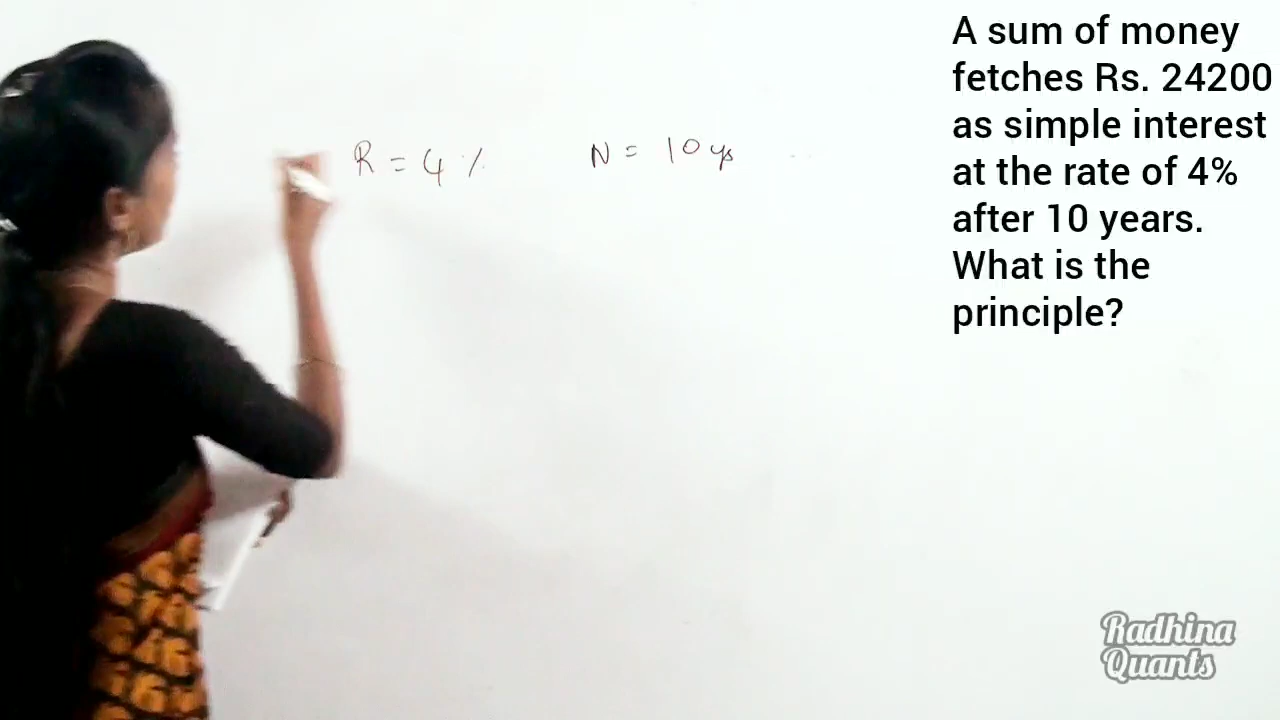 R = 4 %
N = 10 ys
A sum of money
fetches Rs. 24200
as simple interest
at the rate of 4%
after 10 years.
What is the
principle?
Radhina
Quants